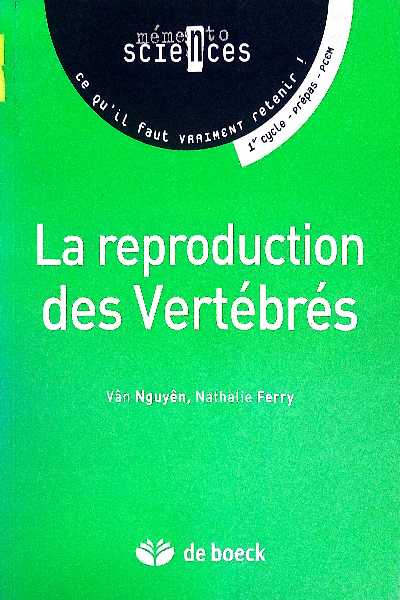 mémento
sciences
ce qu'il faut VRAIMENT retenir !
1er cycle - Prépas - PCEM
La reproduction
des Vertébrés
Vân Nguyên, Nathalie Ferry
de boeck